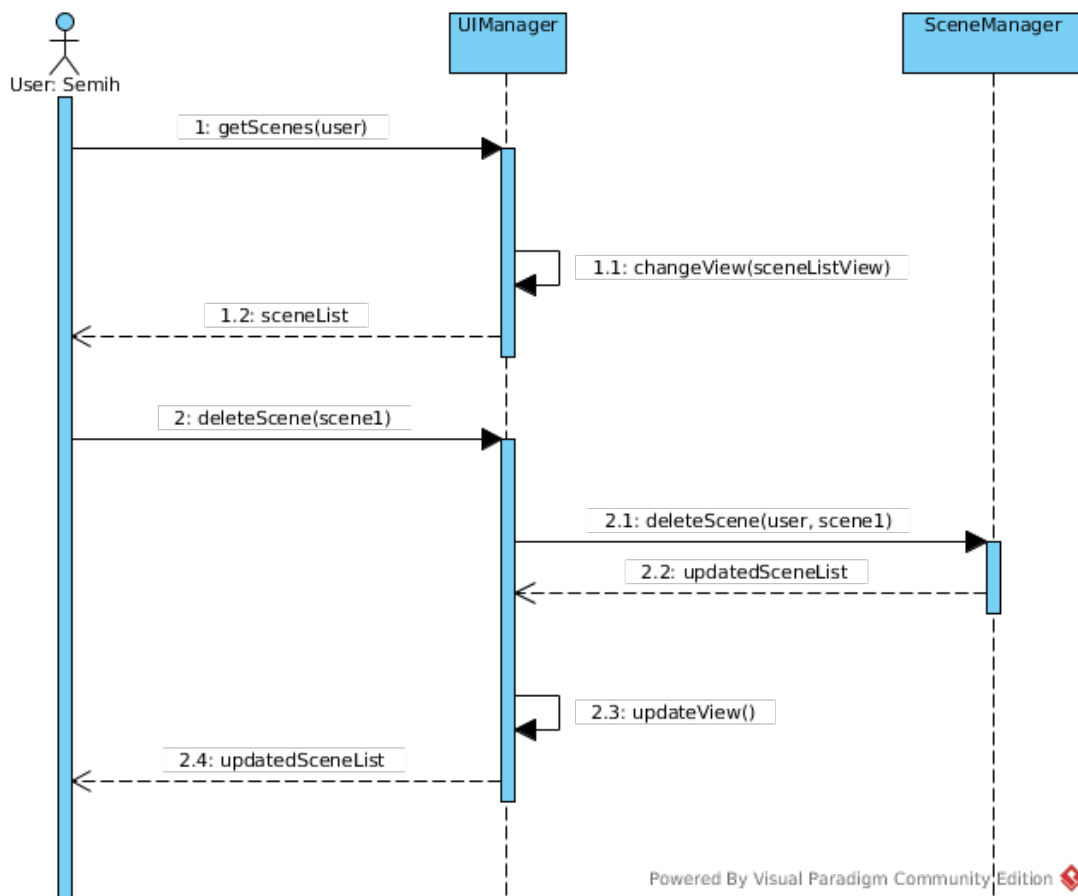 UIManager
SceneManager
User: Semih
1: getScenes(user)
1.1: changeView(sceneListView)
1.2: sceneList
2: deleteScene(scene1)
2.1: deleteScene(user, scene1)
2.2: updatedSceneList
2.3: updateView()
2.4: updatedSceneList
Powered By Visual Paradigm Community Edition